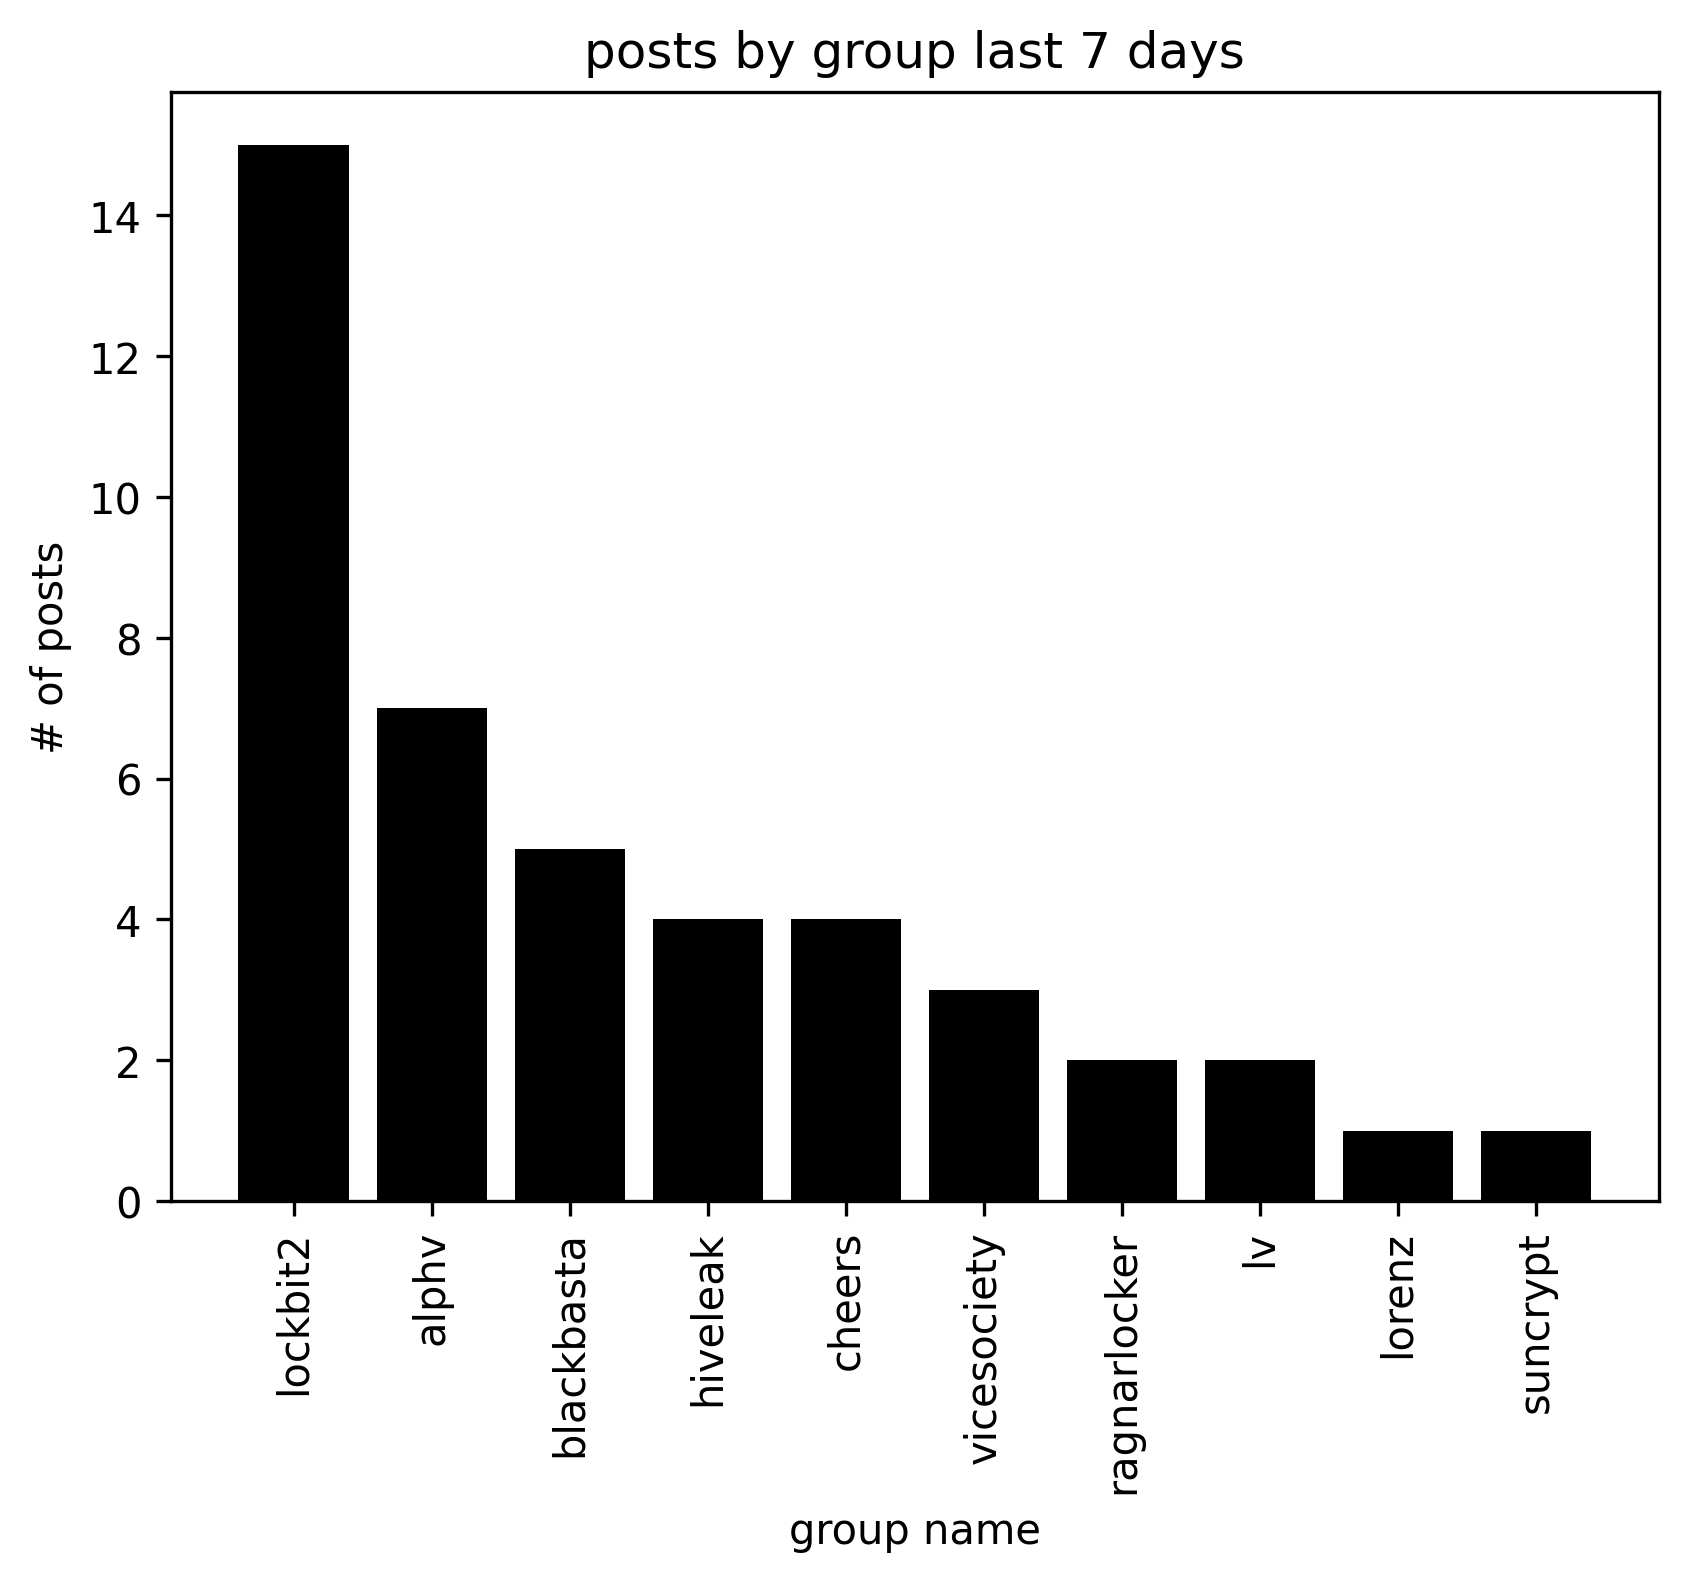 posts by group last 7 days
# of posts
14
12
10
8
6
4
2
0
lockbit2
alphv
blackbasta
hiveleak
cheers
vicesociety
ragnarlocker
lv
lorenz
suncrypt
group name